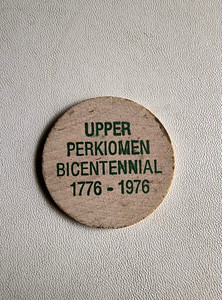 UPPER
PERKIOMEN
BICENTENNIAL
1776 - 1976